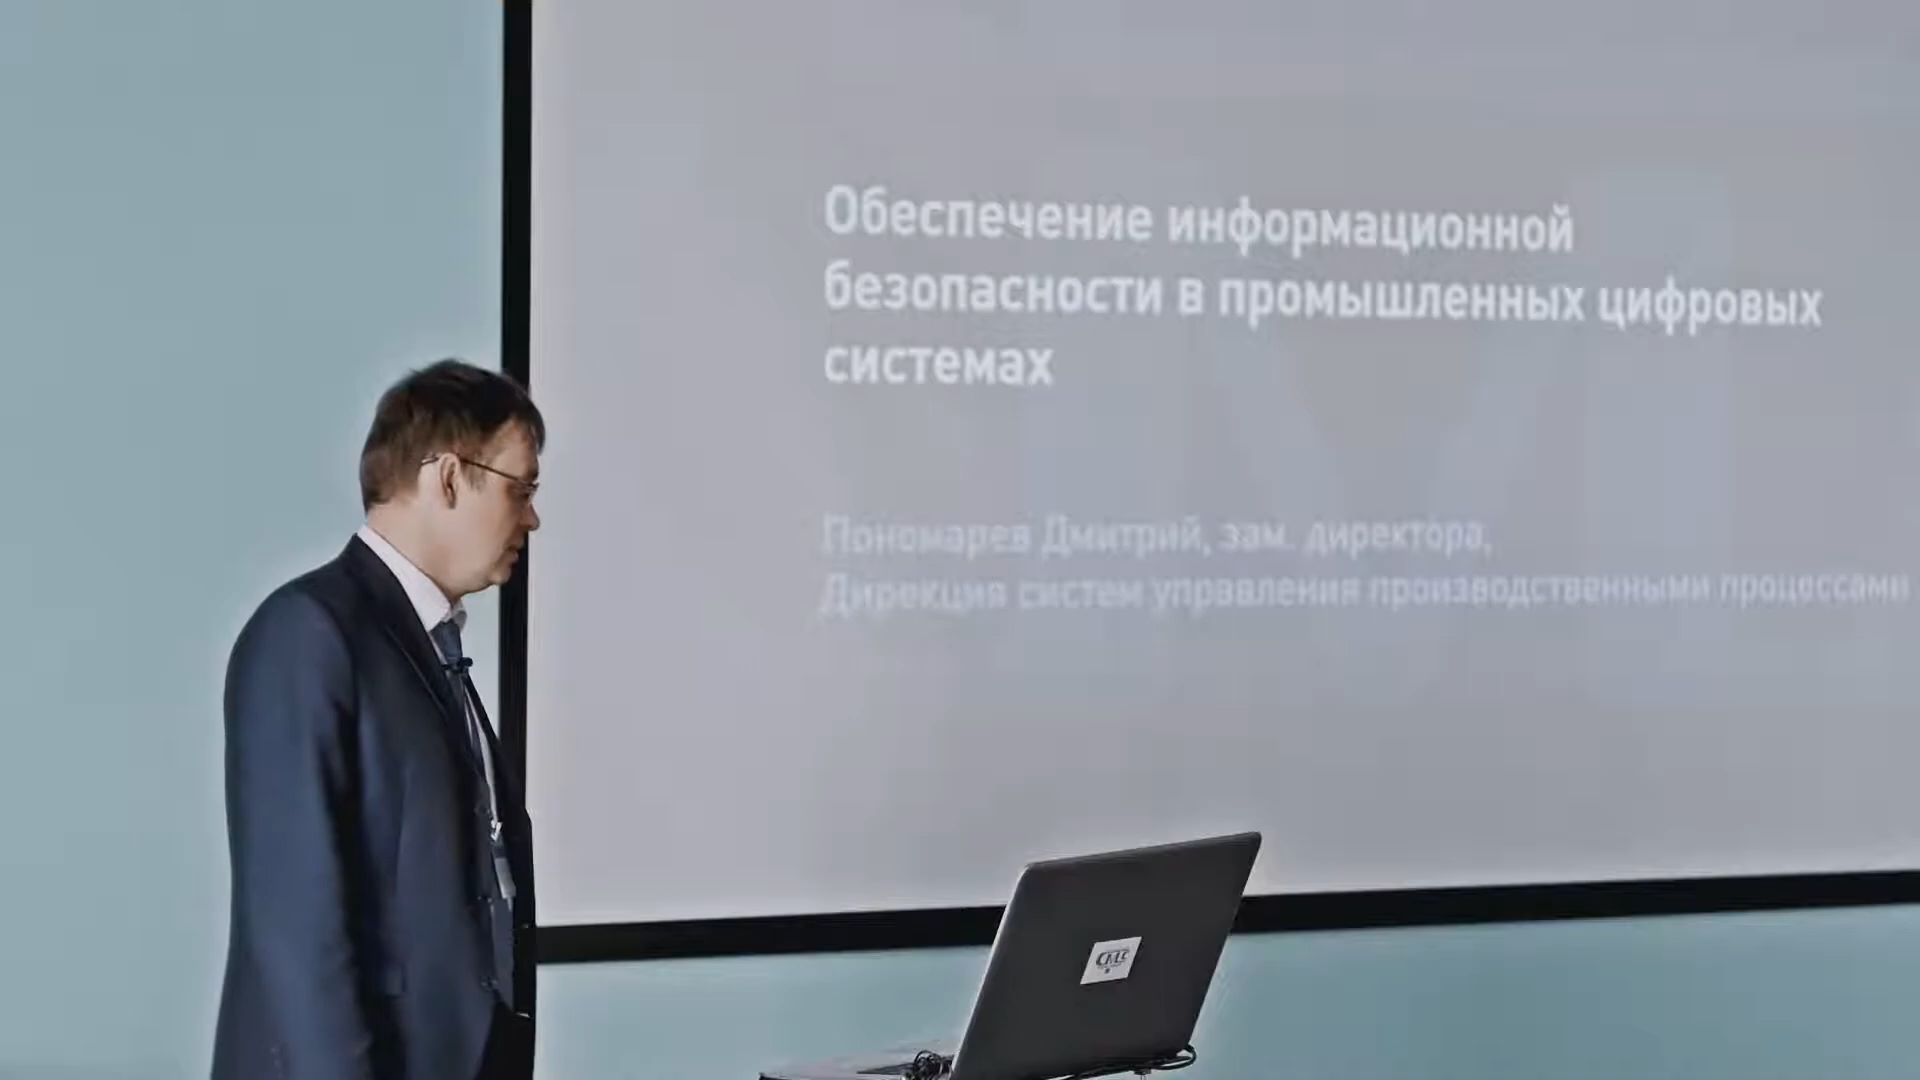 Обеспечение информационной
безопасности в промышленных цифровых
системах
Пономарев Дмитрий, зам. директора,
Дирекция систем управления производственными процессами